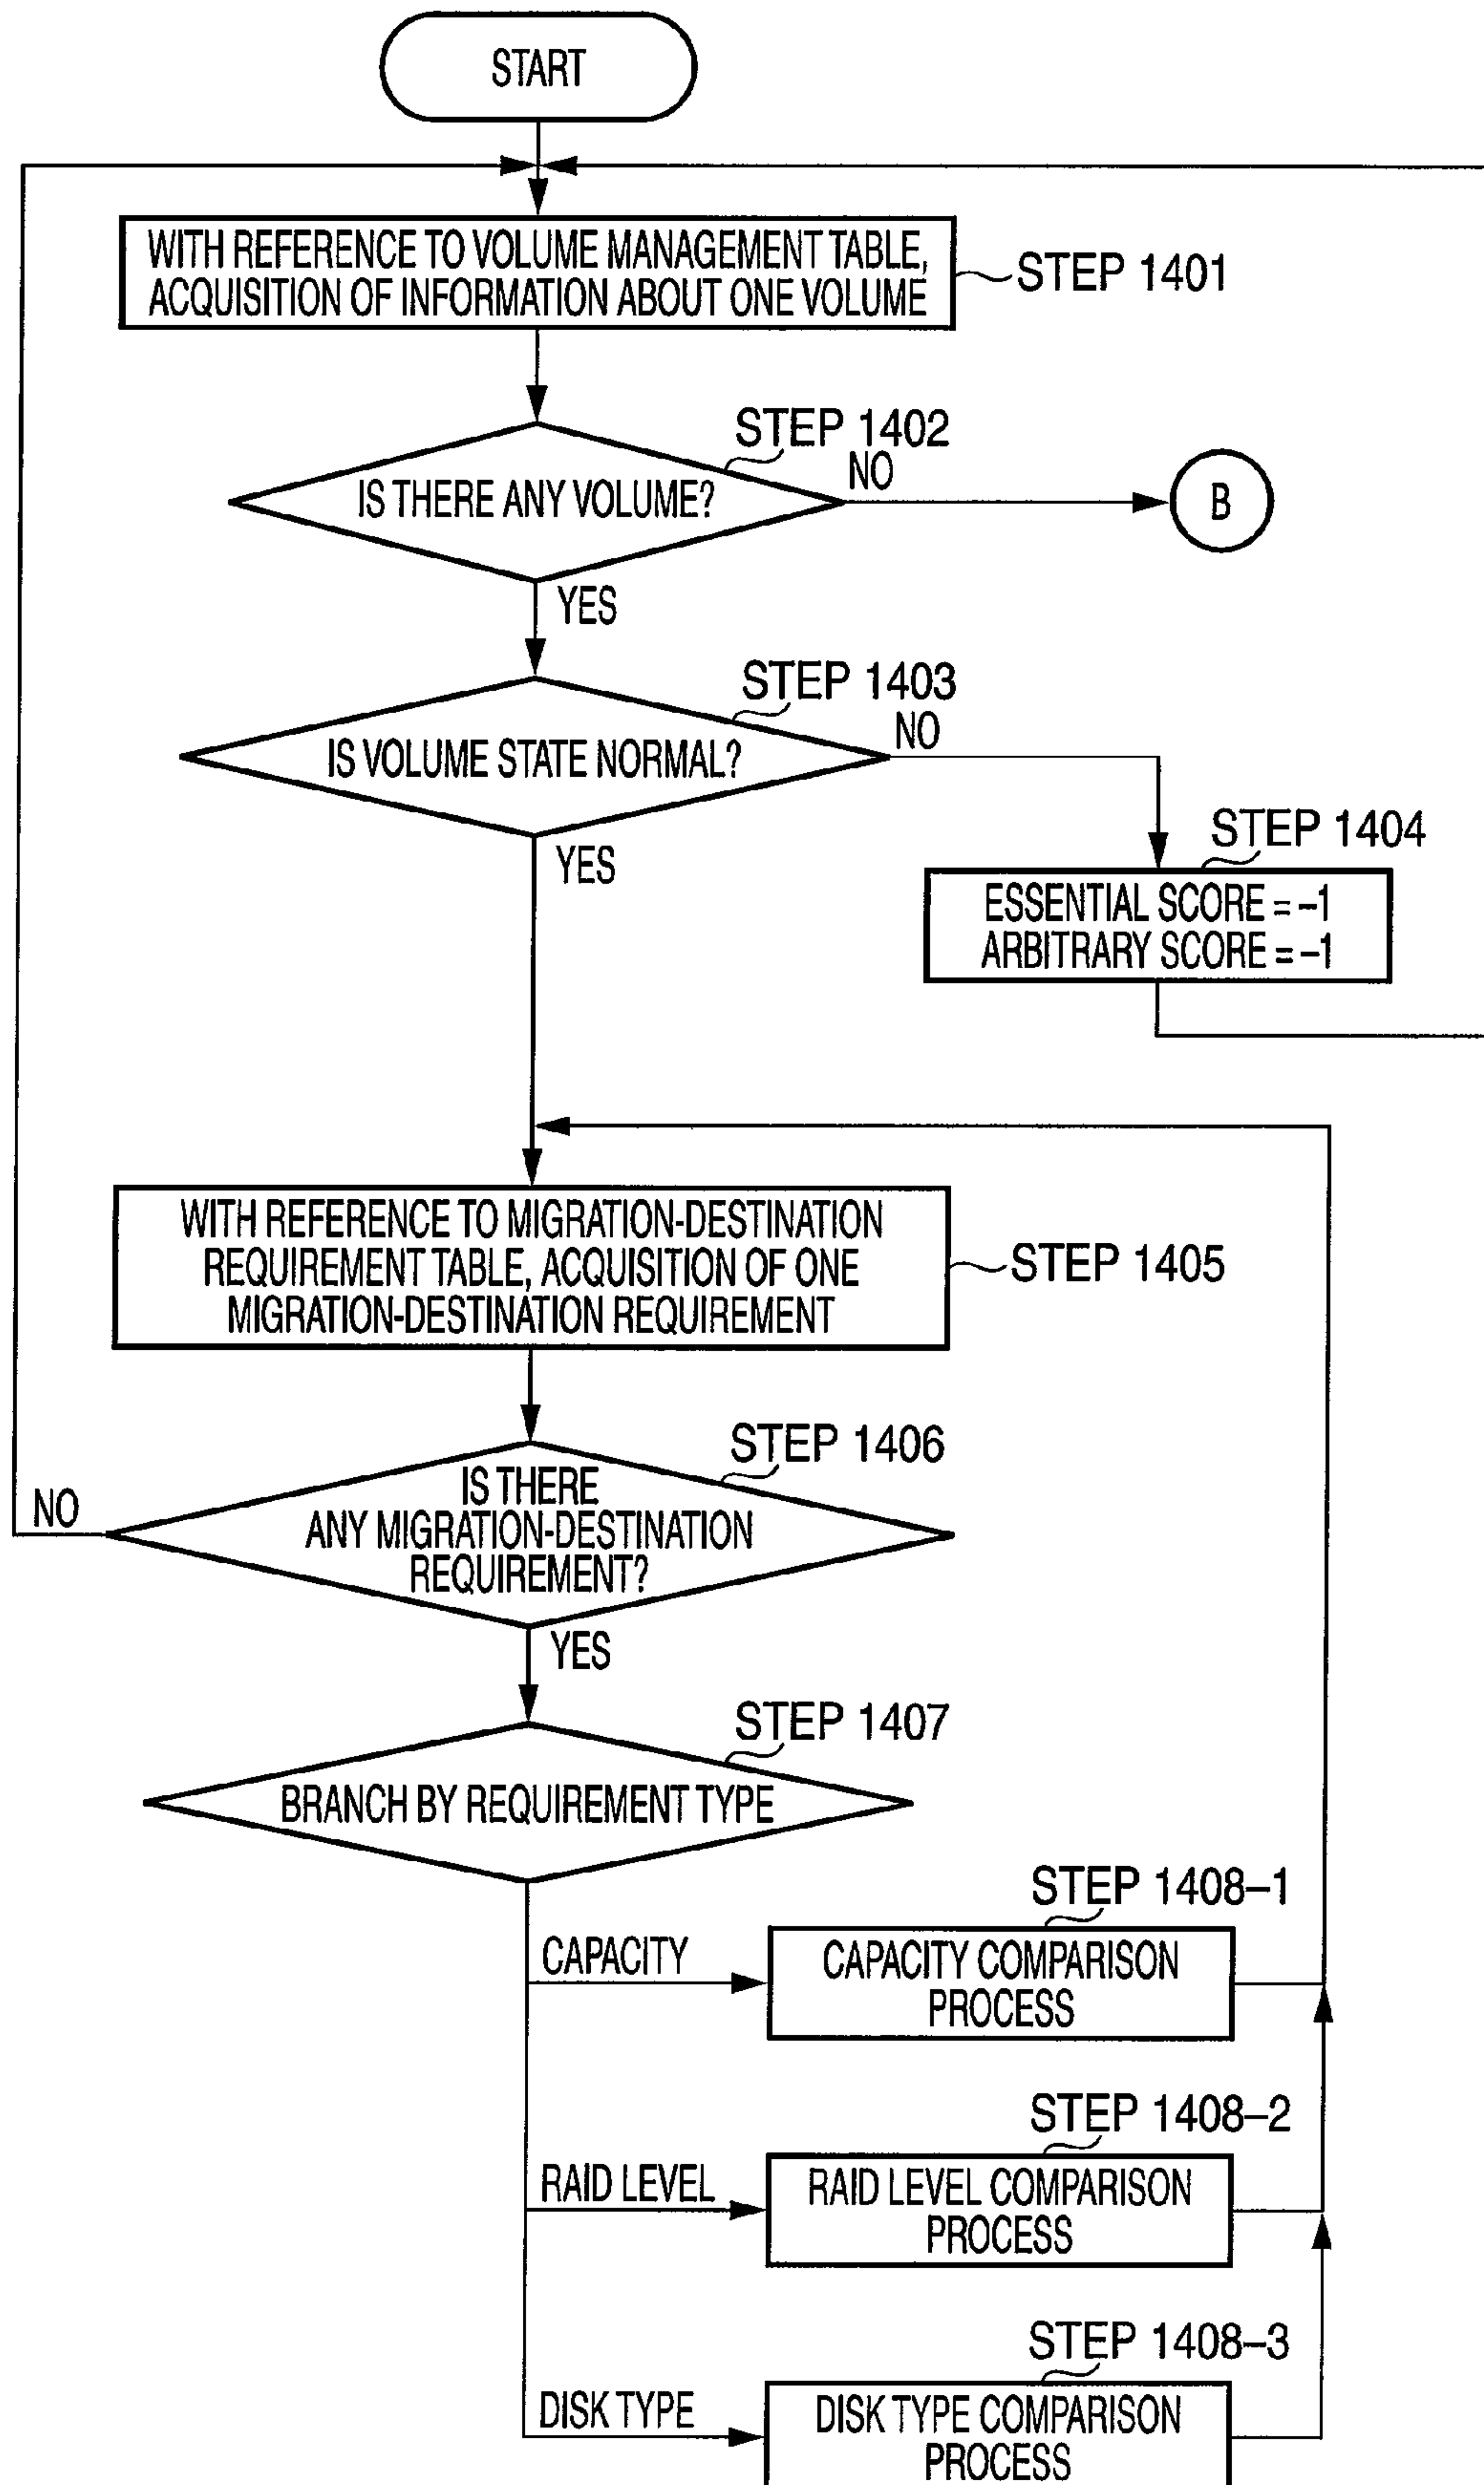 START
WITH REFERENCE TO VOLUME MANAGEMENT TABLE,
ACQUISITION OF INFORMATION ABOUT ONE VOLUME
STEP 1401
STEP 1402
IS THERE ANY VOLUME?
NO
B
YES
STEP 1403
IS VOLUME STATE NORMAL?
NO
YES
STEP 1404
ESSENTIAL SCORE = –1
ARBITRARY SCORE = –1
WITH REFERENCE TO MIGRATION-DESTINATION
REQUIREMENT TABLE, ACQUISITION OF ONE
MIGRATION-DESTINATION REQUIREMENT
STEP 1405
STEP 1406
IS THERE
ANY MIGRATION-DESTINATION
REQUIREMENT?
NO
YES
STEP 1407
BRANCH BY REQUIREMENT TYPE
STEP 1408–1
CAPACITY
CAPACITY COMPARISON
PROCESS
STEP 1408–2
RAID LEVEL
RAID LEVEL COMPARISON
PROCESS
STEP 1408–3
DISK TYPE
DISK TYPE COMPARISON
PROCESS